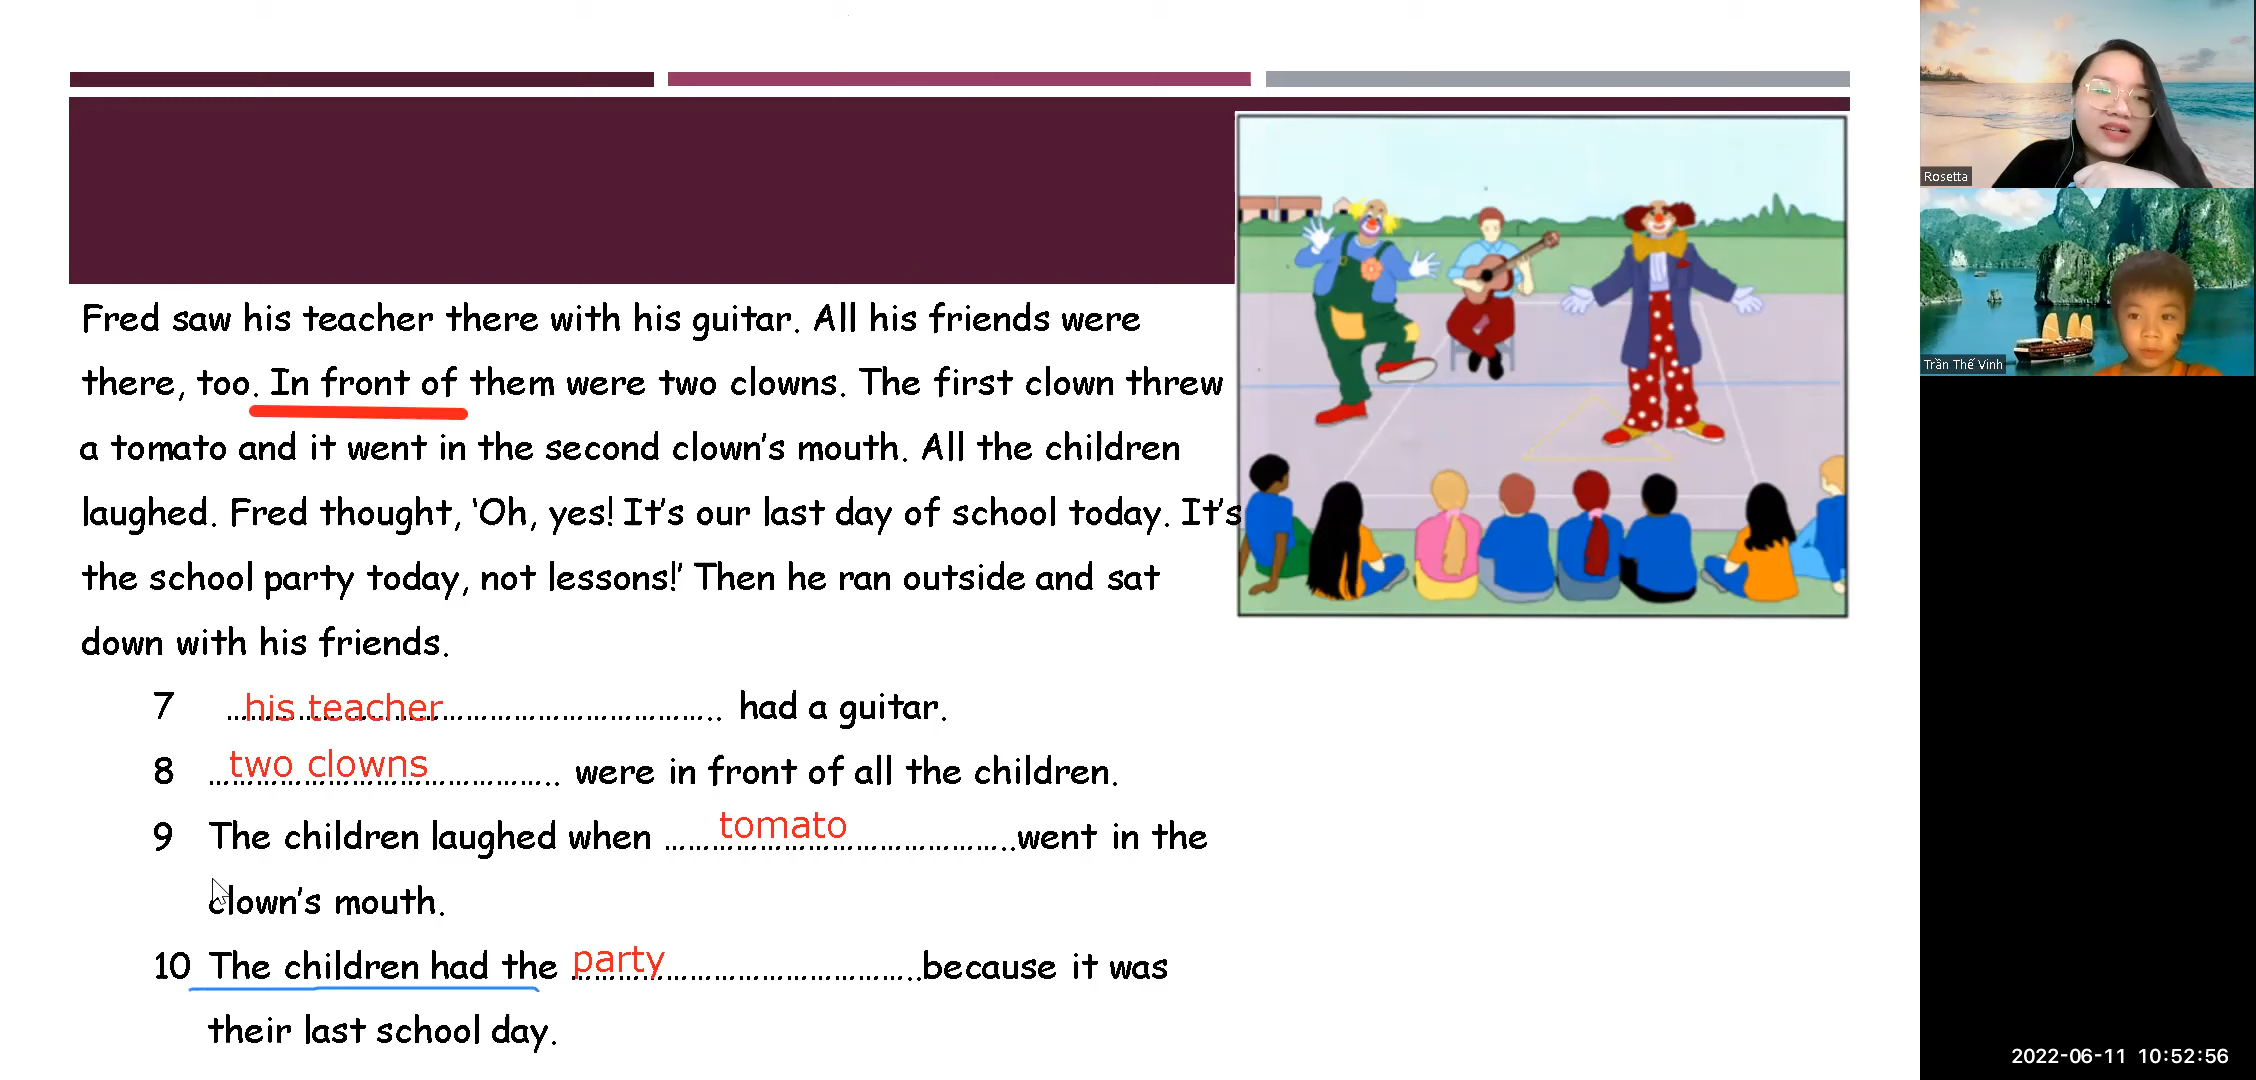 Fred saw his teacher there with his guitar. All his friends were
there, too. In front of them were two clowns. The first clown threw
a tomato and it went in the second clown's mouth. All the children
laughed. Fred thought, 'Oh, yes! It's our last day of school today. It's
the school party today, not lessons!' Then he ran outside and sat
down with his friends.
7 ...his teacher........................ had a guitar.
8 ...two clowns............... were in front of all the children.
9 The children laughed when ......tomato...............went in the
clown's mouth.
10 The children had the party......................because it was
their last school day.
Rosetta
Trần Thế Vinh
2022-06-11 10:52:56